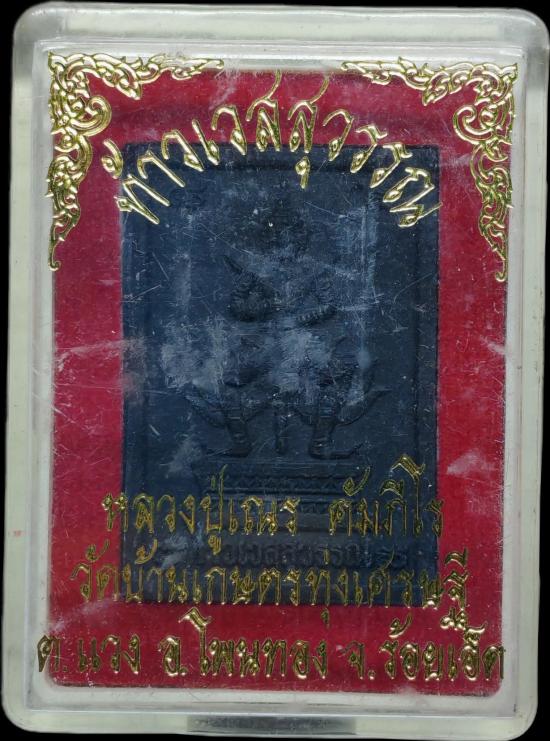 ท้าวเวสสุวรรณ
หลวงปู่เณร คัมภีโร
วัดบ้านเกษตรทุ่งเศรษฐี
ต.แวง อ.โพนทอง จ.ร้อยเอ็ด